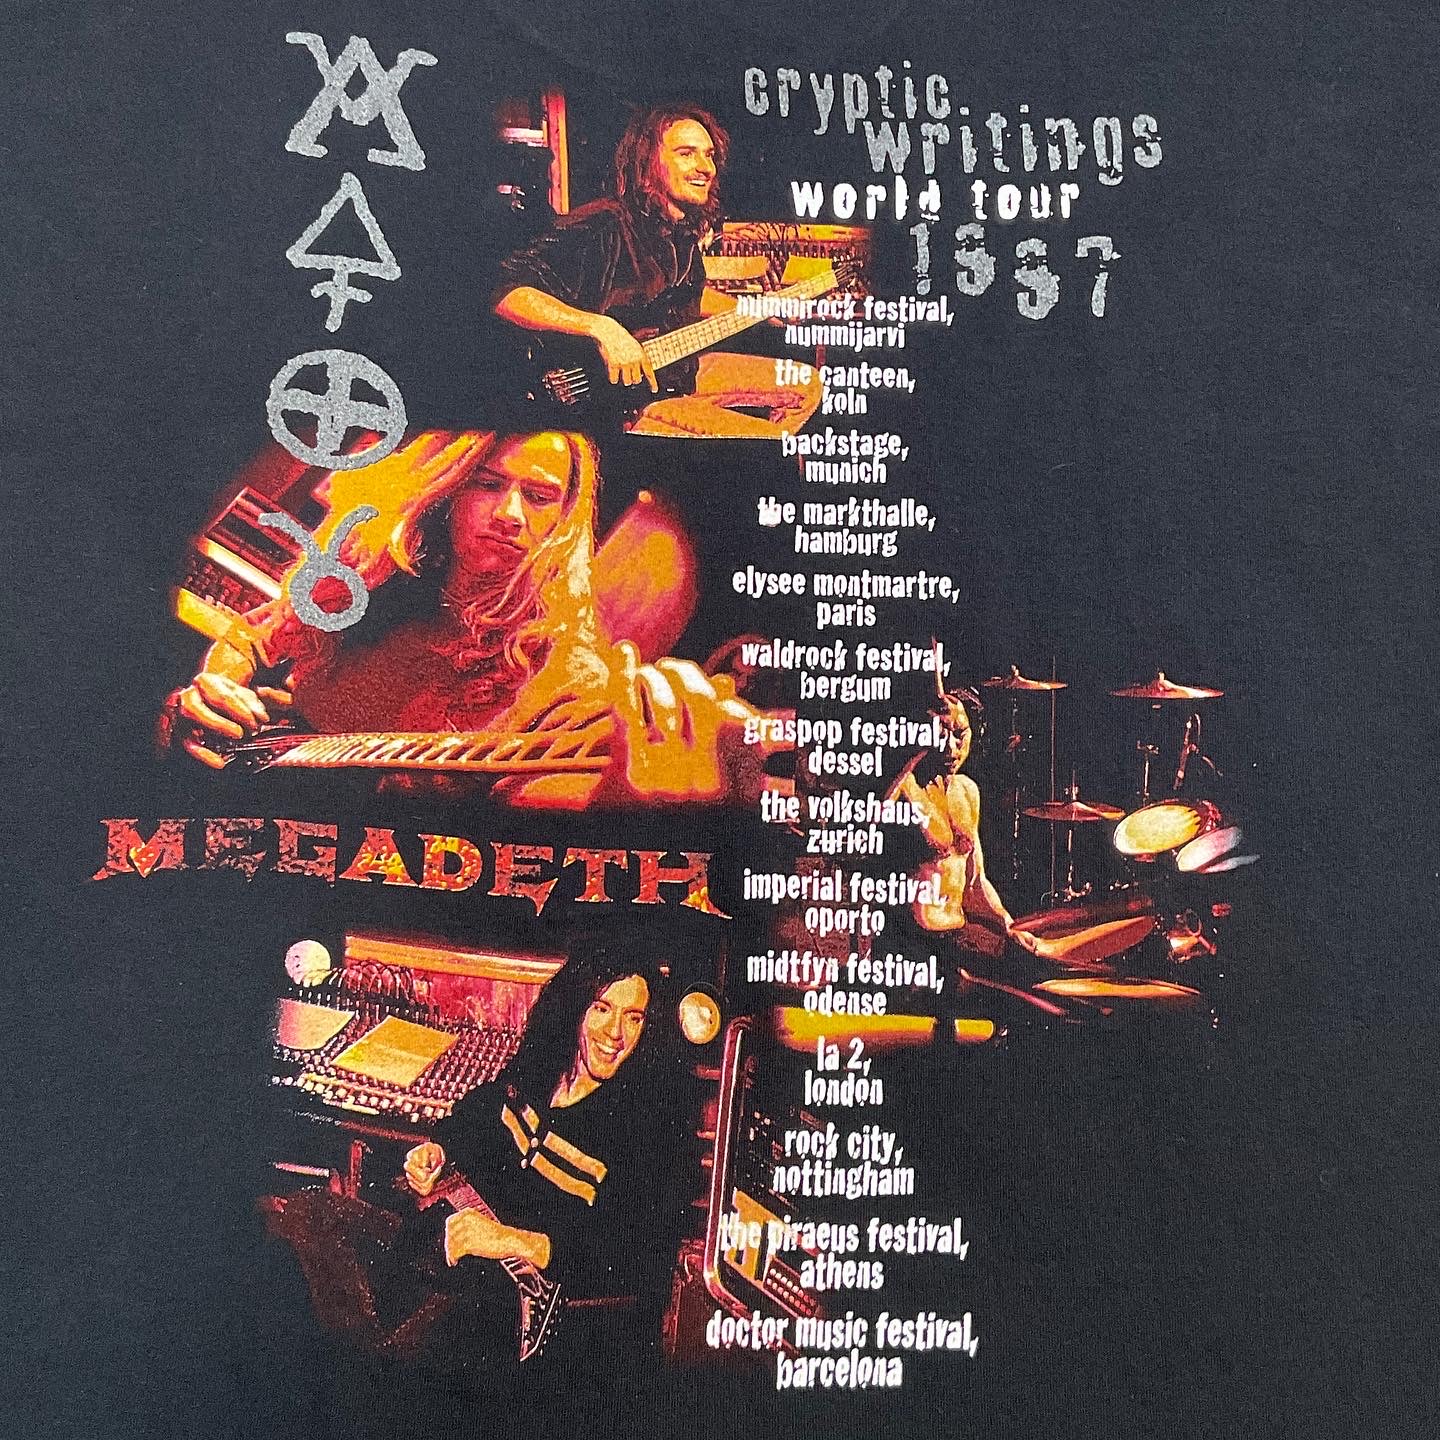 cryptic
writings
world tour
1997
nummirock festival,
nummijarvi
the canteen,
koln
backstage,
munich
the markthalle,
hamburg
elysee montmartre,
paris
waldrock festival,
bergum
graspop festival,
dessel
the volkshaus,
zurich
MEGADETH
imperial festival,
oporto
midtfyn festival,
odense
la 2,
london
rock city,
nottingham
the piraeus festival,
athens
doctor music festival,
barcelona